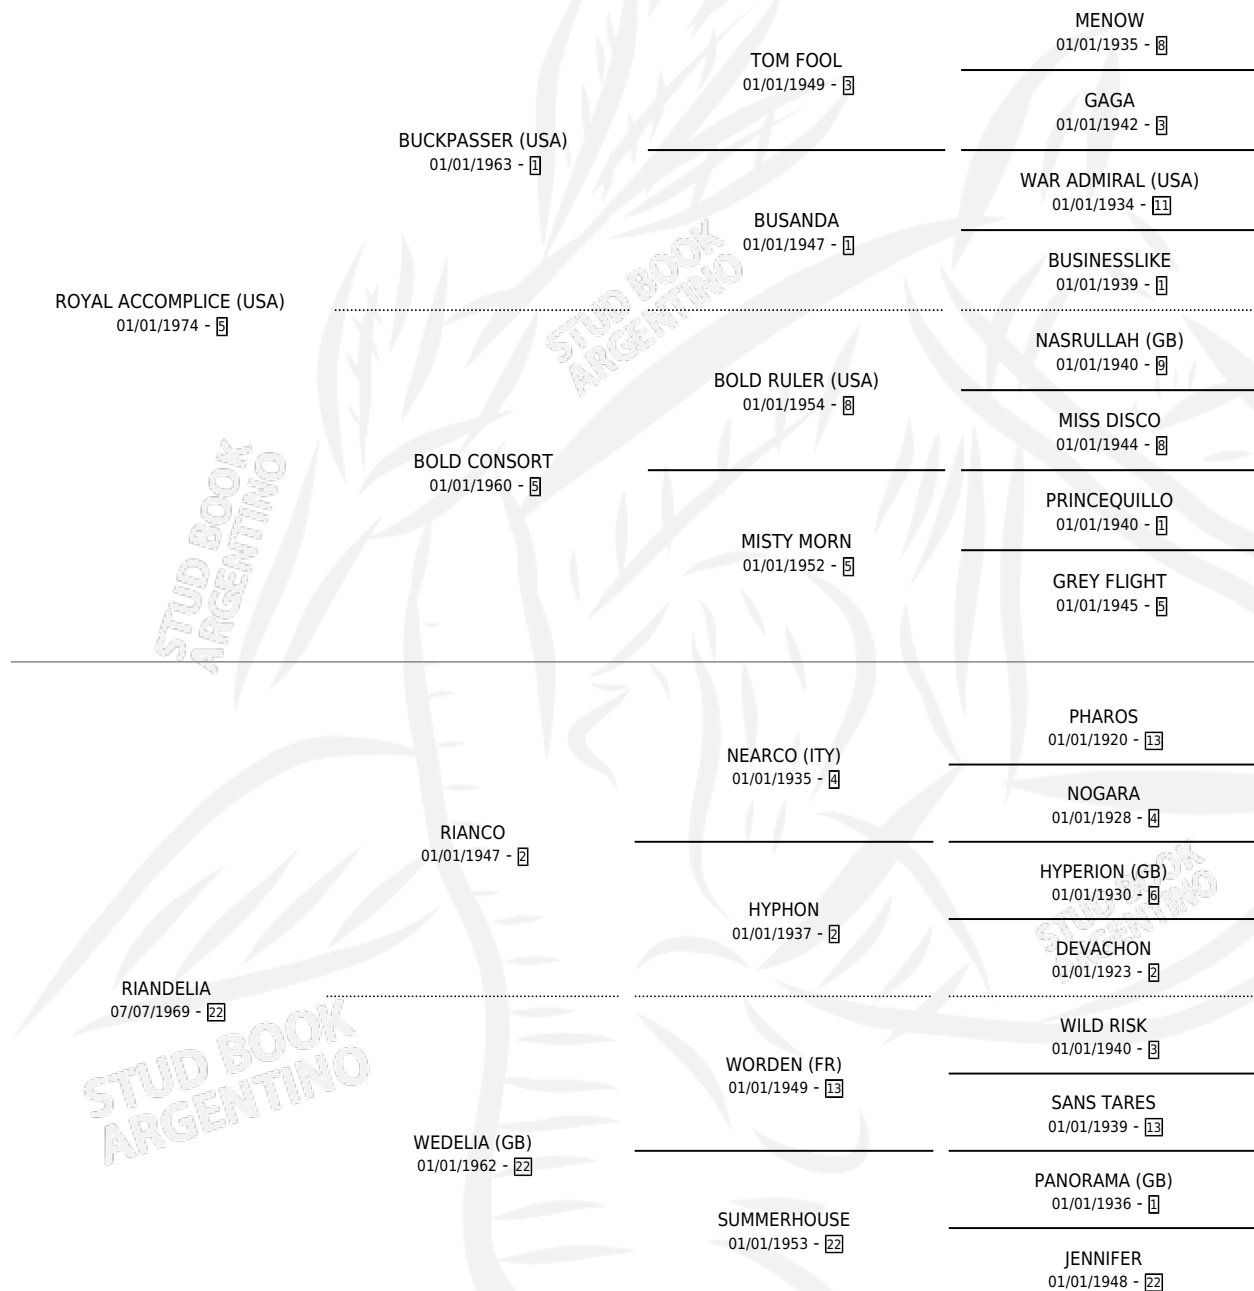 MENOW
01/01/1935 - 8
TOM FOOL
01/01/1949 - 3
GAGA
01/01/1942 - 3
BUCKPASSER (USA)
01/01/1963 - 1
WAR ADMIRAL (USA)
01/01/1934 - 11
BUSANDA
01/01/1947 - 1
BUSINESSLIKE
01/01/1939 - 1
ROYAL ACCOMPLICE (USA)
01/01/1974 - 5
STUD BOOK
ARGENTINO
NASRULLAH (GB)
01/01/1940 - 9
BOLD RULER (USA)
01/01/1954 - 8
MISS DISCO
01/01/1944 - 8
BOLD CONSORT
01/01/1960 - 5
PRINCEQUILLO
01/01/1940 - 1
MISTY MORN
01/01/1952 - 5
GREY FLIGHT
01/01/1945 - 5
STUD BOOK
ARGENTINO
PHAROS
01/01/1920 - 13
NEARCO (ITY)
01/01/1935 - 4
NOGARA
01/01/1928 - 4
RIANCO
01/01/1947 - 2
HYPERION (GB)
01/01/1930 - 6
STUD BOOK
ARGENTINO
HYPHON
01/01/1937 - 2
DEVACHON
01/01/1923 - 2
RIANDELIA
07/07/1969 - 22
WILD RISK
01/01/1940 - 3
STUD BOOK
ARGENTINO
WORDEN (FR)
01/01/1949 - 13
SANS TARES
01/01/1939 - 13
WEDELIA (GB)
01/01/1962 - 22
PANORAMA (GB)
01/01/1936 - 1
SUMMERHOUSE
01/01/1953 - 22
JENNIFER
01/01/1948 - 22